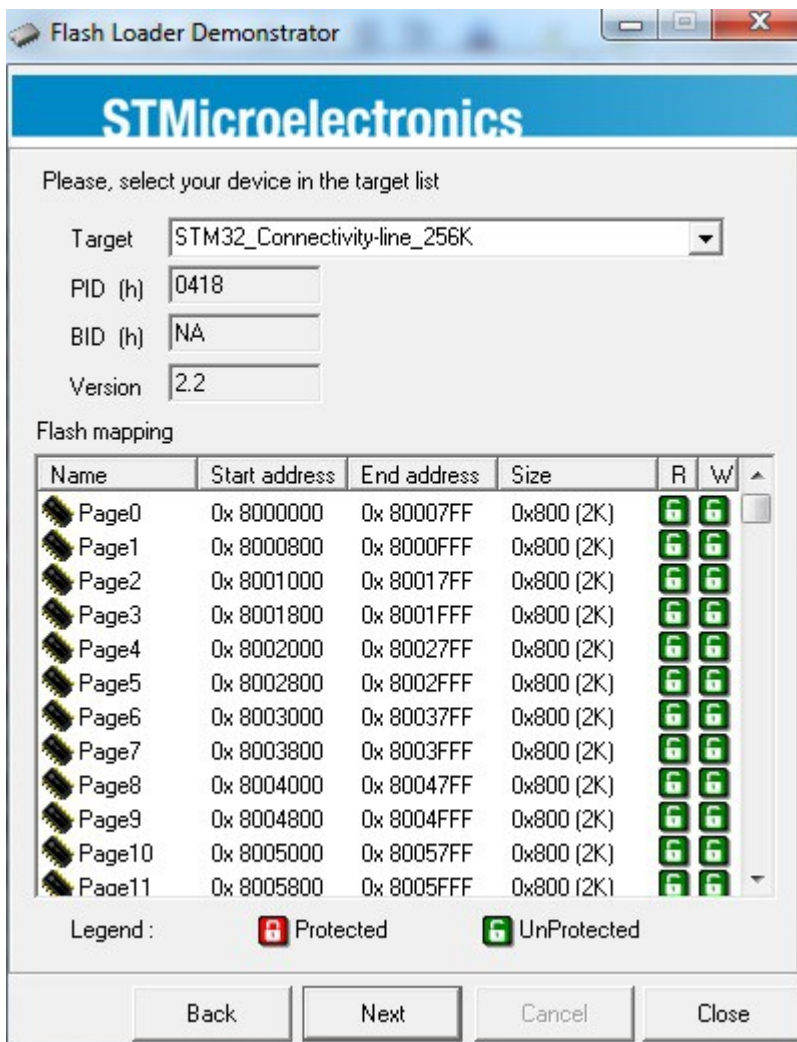 Flash Loader Demonstrator
STMicroelectronics
Please, select your device in the target list
Target STM32_Connectivity-line_256K
PID (h) 0418
BID (h) NA
Version 2.2
Flash mapping
Name Start address End address Size R W
Page0 0x 8000000 0x 80007FF 0x800 (2K)
Page1 0x 8000800 0x 8000FFF 0x800 (2K)
Page2 0x 8001000 0x 80017FF 0x800 (2K)
Page3 0x 8001800 0x 8001FFF 0x800 (2K)
Page4 0x 8002000 0x 80027FF 0x800 (2K)
Page5 0x 8002800 0x 8002FFF 0x800 (2K)
Page6 0x 8003000 0x 80037FF 0x800 (2K)
Page7 0x 8003800 0x 8003FFF 0x800 (2K)
Page8 0x 8004000 0x 80047FF 0x800 (2K)
Page9 0x 8004800 0x 8004FFF 0x800 (2K)
Page10 0x 8005000 0x 80057FF 0x800 (2K)
Page11 0x 8005800 0x 8005FFF 0x800 (2K)
Legend : Protected UnProtected
Back Next Cancel Close